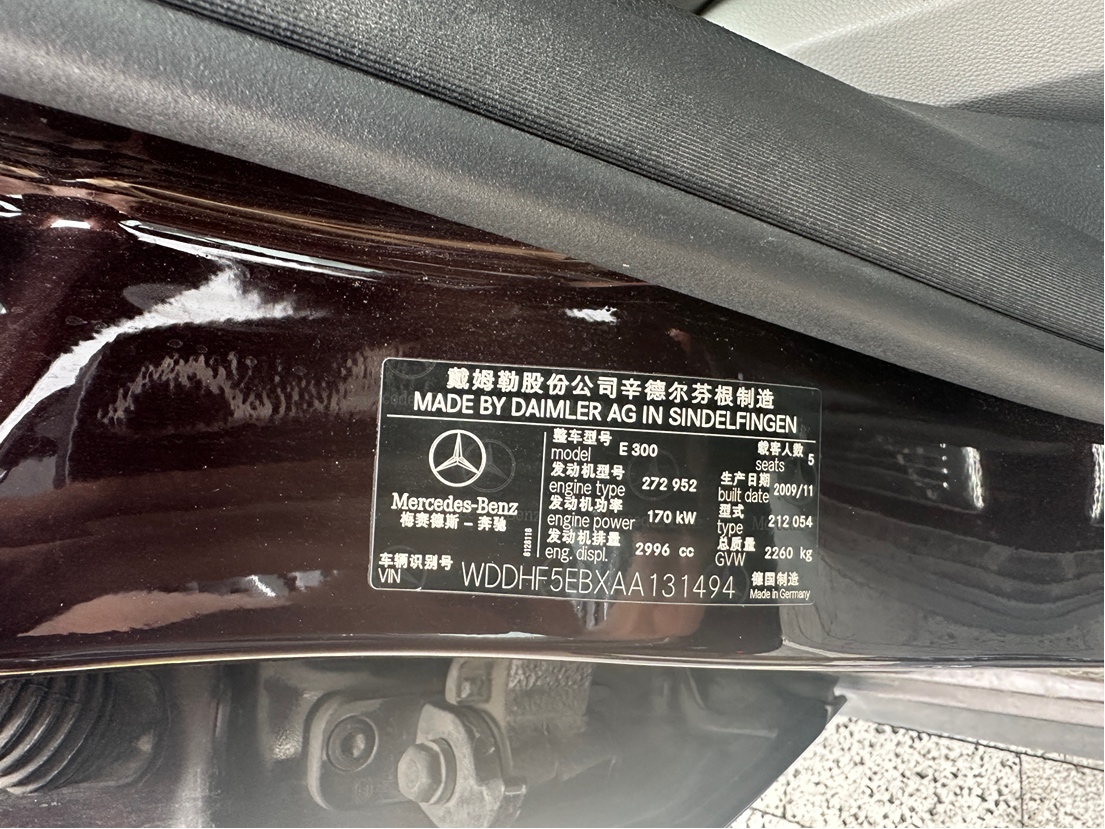 戴姆勒股份公司辛德尔芬根制造
MADE BY DAIMLER AG IN SINDELFINGEN
Mercedes-Benz
梅赛德斯－奔驰
整车型号
model E 300
载客人数
seats 5
发动机型号
engine type 272 952
生产日期
built date 2009/11
发动机功率
engine power 170 kW
型式
type 212 054
发动机排量
eng. displ. 2996 cc
总质量
GVW 2260 kg
车辆识别号
VIN WDDHF5EBXAA131494
德国制造
Made in Germany